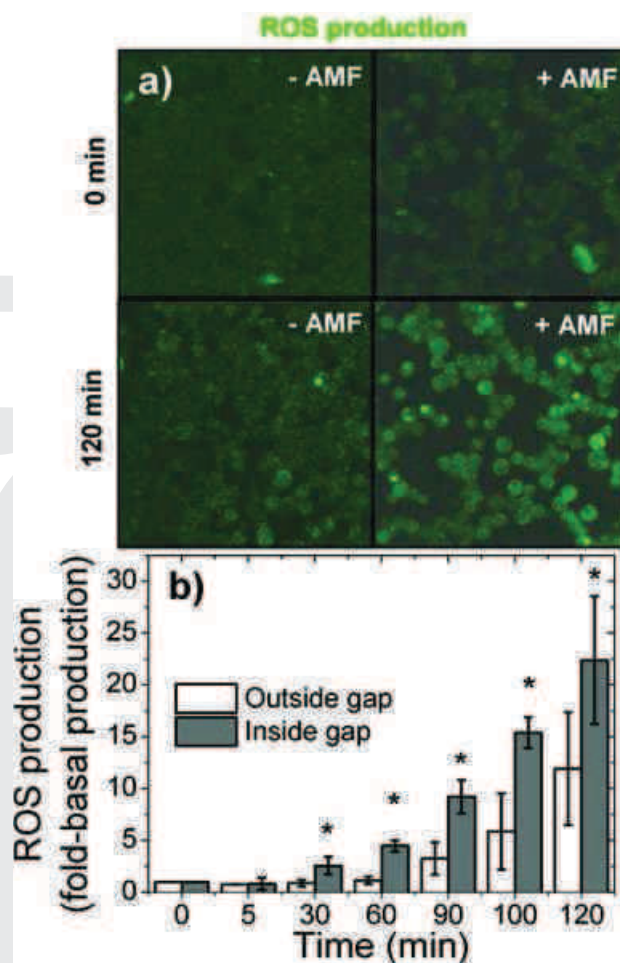 ROS production
a)
- AMF
+ AMF
0 min
- AMF
+ AMF
120 min
b)
ROS production
(fold-basal production)
30
25
20
15
10
5
0
Outside gap
Inside gap
*
*
*
*
*
0
5
30
60
90
100
120
Time (min)